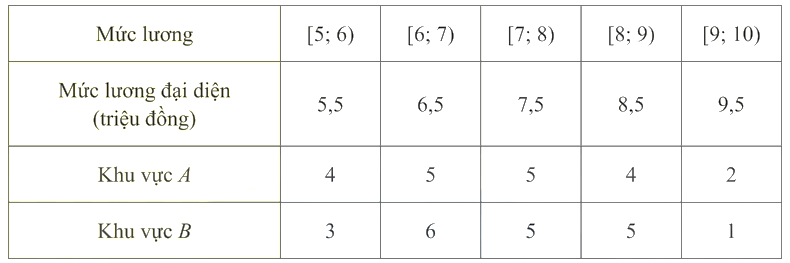 Mức lương [5; 6) [6; 7) [7; 8) [8; 9) [9; 10)
Mức lương đại diện
(triệu đồng) 5,5 6,5 7,5 8,5 9,5
Khu vực A 4 5 5 4 2
Khu vực B 3 6 5 5 1